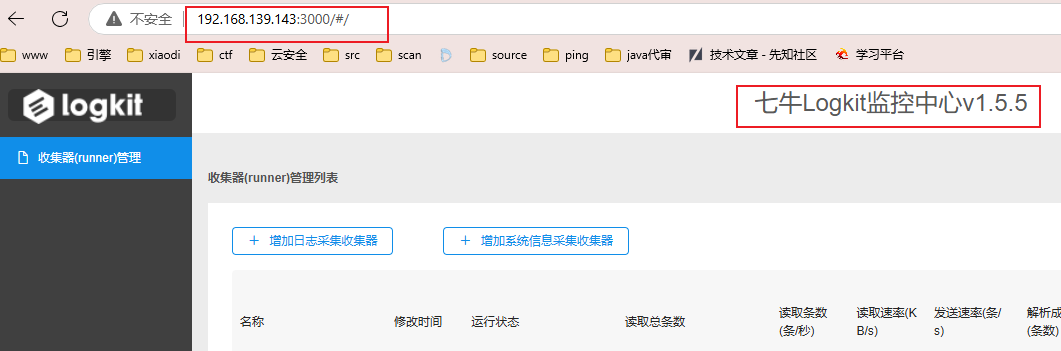 不安全 192.168.139.143:3000/#/
www 引擎 xiaodi ctf 云安全 src scan source ping java代审 技术文章 - 先知社区 学习平台
logkit
七牛Logkit监控中心v1.5.5
收集器(runner)管理
收集器(runner)管理列表
+ 增加日志采集收集器 + 增加系统信息采集收集器
名称 修改时间 运行状态 读取总条数 读取条数 读取速率(K 发送速率(条/ 解析成
(条/秒) B/s) s) (条数)